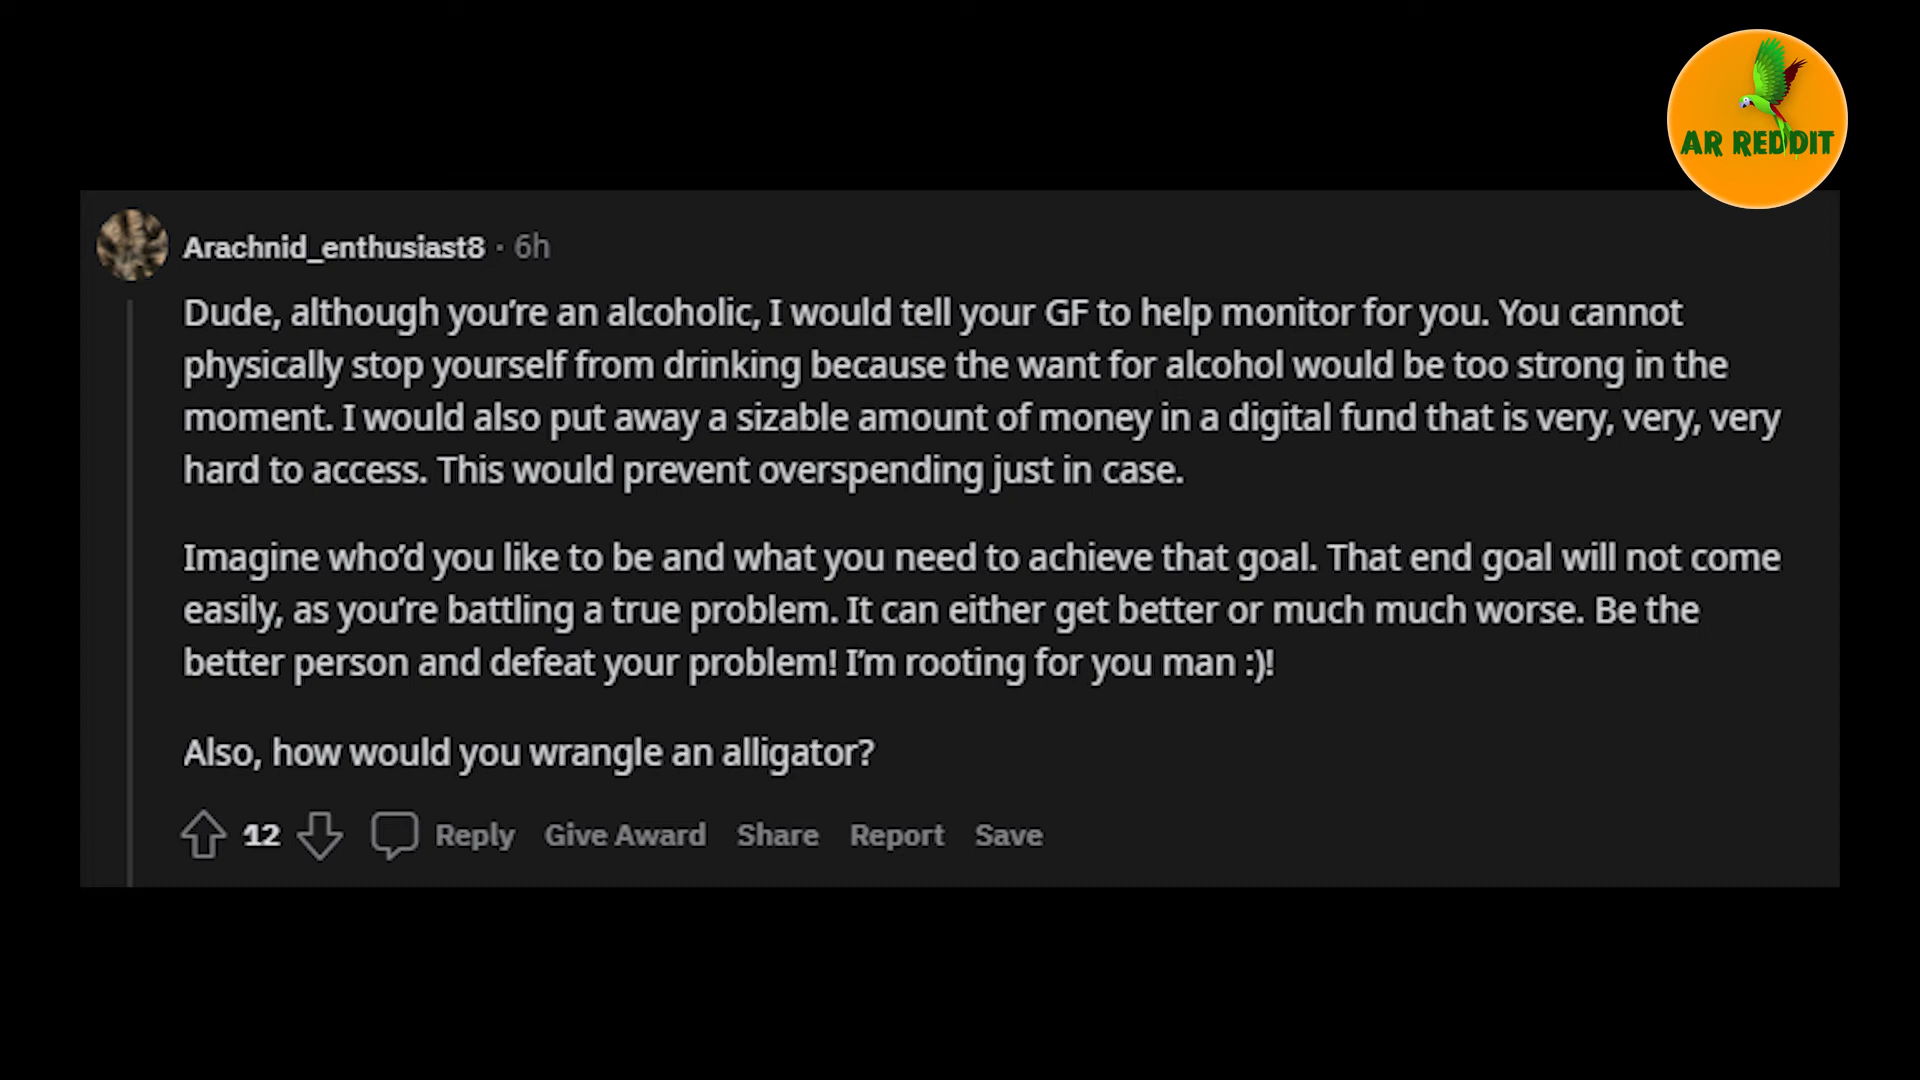 AR REDDIT
Arachnid_enthusiast8 · 6h
Dude, although you’re an alcoholic, I would tell your GF to help monitor for you. You cannot
physically stop yourself from drinking because the want for alcohol would be too strong in the
moment. I would also put away a sizable amount of money in a digital fund that is very, very, very
hard to access. This would prevent overspending just in case.
Imagine who’d you like to be and what you need to achieve that goal. That end goal will not come
easily, as you’re battling a true problem. It can either get better or much much worse. Be the
better person and defeat your problem! I’m rooting for you man :)!
Also, how would you wrangle an alligator?
12 Reply Give Award Share Report Save